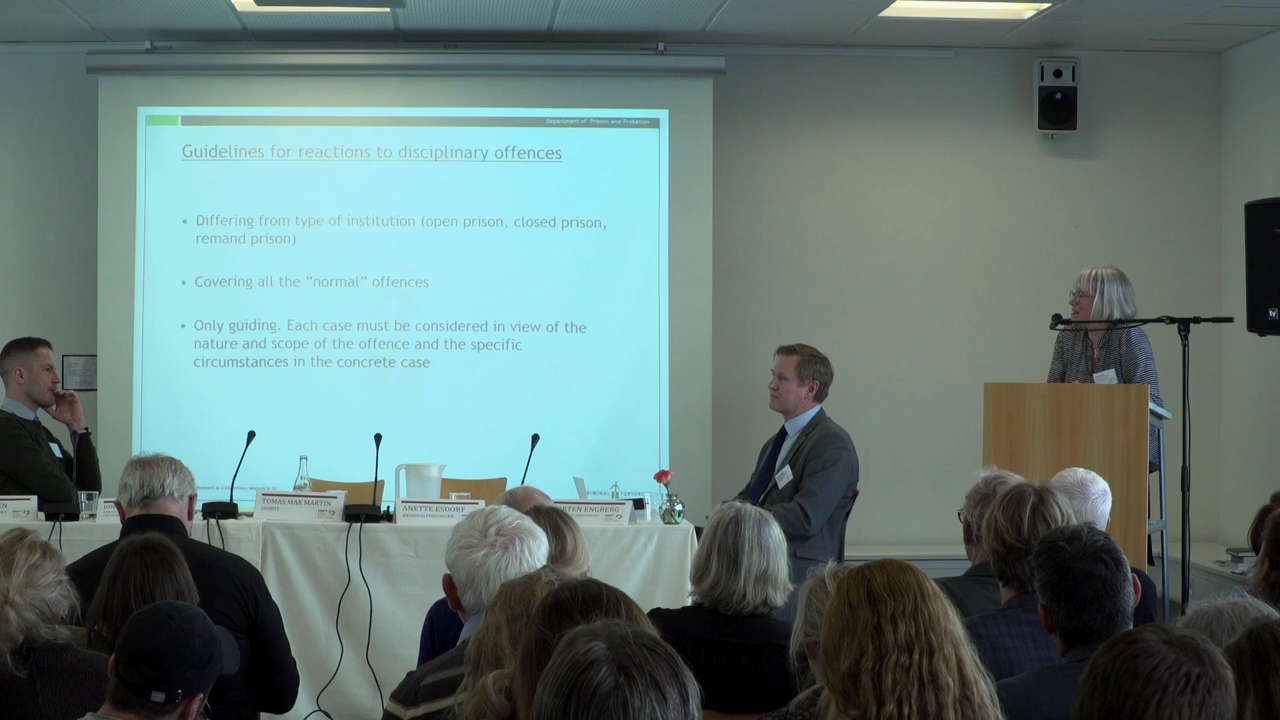 Department of Prisons and Probation
Guidelines for reactions to disciplinary offences
• Differing from type of institution (open prison, closed prison,
remand prison)
• Covering all the "normal" offences
• Only guiding. Each case must be considered in view of the
nature and scope of the offence and the specific
circumstances in the concrete case
TOMAS MAX MARTIN
DIGNITY
ANETTE ESDORF
ENGBERG